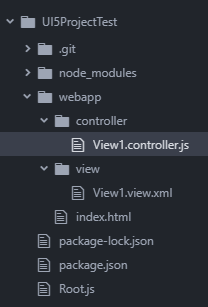 UI5ProjectTest
.git
node_modules
webapp
controller
View1.controller.js
view
View1.view.xml
index.html
package-lock.json
package.json
Root.js